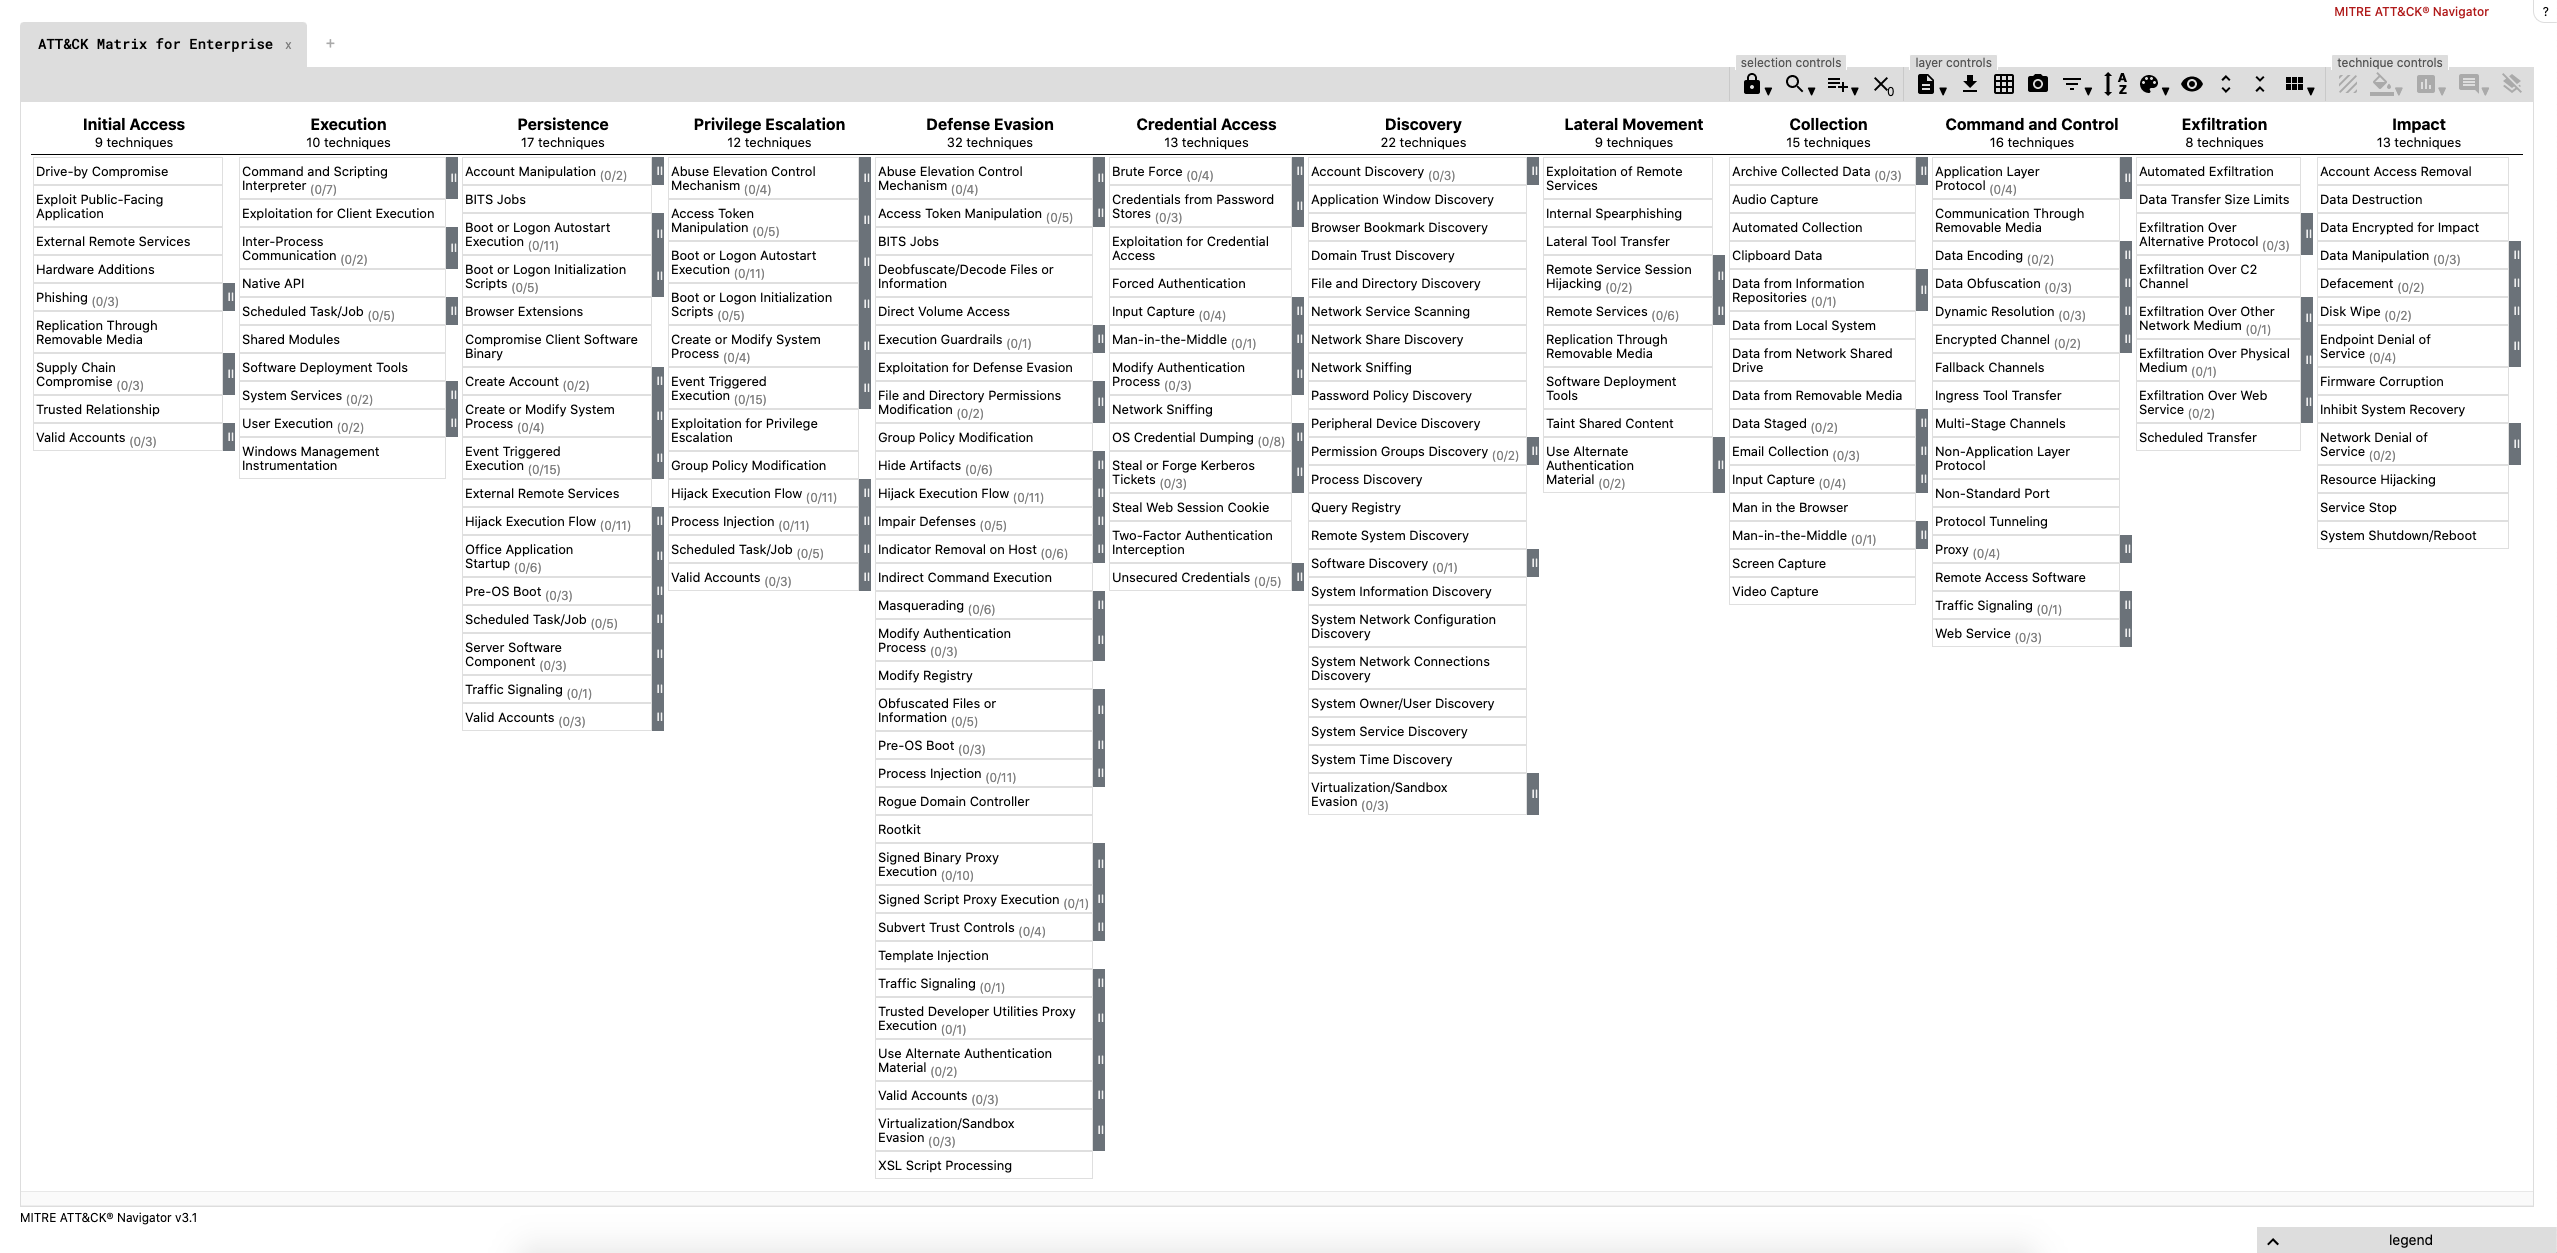 MITRE ATT&CK® Navigator
?
ATT&CK Matrix for Enterprise x +
selection controls
layer controls
technique controls
Initial Access
9 techniques
Drive-by Compromise
Exploit Public-Facing
Application
External Remote Services
Hardware Additions
Phishing (0/3)
Replication Through
Removable Media
Supply Chain
Compromise (0/3)
Trusted Relationship
Valid Accounts (0/3)
Execution
10 techniques
Command and Scripting
Interpreter (0/7)
Exploitation for Client Execution
Inter-Process
Communication (0/2)
Native API
Scheduled Task/Job (0/5)
Shared Modules
Software Deployment Tools
System Services (0/2)
User Execution (0/2)
Windows Management
Instrumentation
Persistence
17 techniques
Account Manipulation (0/2)
BITS Jobs
Boot or Logon Autostart
Execution (0/11)
Boot or Logon Initialization
Scripts (0/5)
Browser Extensions
Compromise Client Software
Binary
Create Account (0/2)
Create or Modify System
Process (0/4)
Event Triggered
Execution (0/15)
External Remote Services
Hijack Execution Flow (0/11)
Office Application
Startup (0/6)
Pre-OS Boot (0/3)
Scheduled Task/Job (0/5)
Server Software
Component (0/3)
Traffic Signaling (0/1)
Valid Accounts (0/3)
Privilege Escalation
12 techniques
Abuse Elevation Control
Mechanism (0/4)
Access Token
Manipulation (0/5)
Boot or Logon Autostart
Execution (0/11)
Boot or Logon Initialization
Scripts (0/5)
Create or Modify System
Process (0/4)
Event Triggered
Execution (0/15)
Exploitation for Privilege
Escalation
Group Policy Modification
Hijack Execution Flow (0/11)
Process Injection (0/11)
Scheduled Task/Job (0/5)
Valid Accounts (0/3)
Defense Evasion
32 techniques
Abuse Elevation Control
Mechanism (0/4)
Access Token Manipulation (0/5)
BITS Jobs
Deobfuscate/Decode Files or
Information
Direct Volume Access
Execution Guardrails (0/1)
Exploitation for Defense Evasion
File and Directory Permissions
Modification (0/2)
Group Policy Modification
Hide Artifacts (0/6)
Hijack Execution Flow (0/11)
Impair Defenses (0/5)
Indicator Removal on Host (0/6)
Indirect Command Execution
Masquerading (0/6)
Modify Authentication
Process (0/3)
Modify Registry
Obfuscated Files or
Information (0/5)
Pre-OS Boot (0/3)
Process Injection (0/11)
Rogue Domain Controller
Rootkit
Signed Binary Proxy
Execution (0/10)
Signed Script Proxy Execution (0/1)
Subvert Trust Controls (0/4)
Template Injection
Traffic Signaling (0/1)
Trusted Developer Utilities Proxy
Execution (0/1)
Use Alternate Authentication
Material (0/2)
Valid Accounts (0/3)
Virtualization/Sandbox
Evasion (0/3)
XSL Script Processing
Credential Access
13 techniques
Brute Force (0/4)
Credentials from Password
Stores (0/3)
Exploitation for Credential
Access
Forced Authentication
Input Capture (0/4)
Man-in-the-Middle (0/1)
Modify Authentication
Process (0/3)
Network Sniffing
OS Credential Dumping (0/8)
Steal or Forge Kerberos
Tickets (0/3)
Steal Web Session Cookie
Two-Factor Authentication
Interception
Unsecured Credentials (0/5)
Discovery
22 techniques
Account Discovery (0/3)
Application Window Discovery
Browser Bookmark Discovery
Domain Trust Discovery
File and Directory Discovery
Network Service Scanning
Network Share Discovery
Network Sniffing
Password Policy Discovery
Peripheral Device Discovery
Permission Groups Discovery (0/2)
Process Discovery
Query Registry
Remote System Discovery
Software Discovery (0/1)
System Information Discovery
System Network Configuration
Discovery
System Network Connections
Discovery
System Owner/User Discovery
System Service Discovery
System Time Discovery
Virtualization/Sandbox
Evasion (0/3)
Lateral Movement
9 techniques
Exploitation of Remote
Services
Internal Spearphishing
Lateral Tool Transfer
Remote Service Session
Hijacking (0/2)
Remote Services (0/6)
Replication Through
Removable Media
Software Deployment
Tools
Taint Shared Content
Use Alternate
Authentication
Material (0/2)
Collection
15 techniques
Archive Collected Data (0/3)
Audio Capture
Automated Collection
Clipboard Data
Data from Information
Repositories (0/1)
Data from Local System
Data from Network Shared
Drive
Data from Removable Media
Data Staged (0/2)
Email Collection (0/3)
Input Capture (0/4)
Man in the Browser
Man-in-the-Middle (0/1)
Screen Capture
Video Capture
Command and Control
16 techniques
Application Layer
Protocol (0/4)
Communication Through
Removable Media
Data Encoding (0/2)
Data Obfuscation (0/3)
Dynamic Resolution (0/3)
Encrypted Channel (0/2)
Fallback Channels
Ingress Tool Transfer
Multi-Stage Channels
Non-Application Layer
Protocol
Non-Standard Port
Protocol Tunneling
Proxy (0/4)
Remote Access Software
Traffic Signaling (0/1)
Web Service (0/3)
Exfiltration
8 techniques
Automated Exfiltration
Data Transfer Size Limits
Exfiltration Over
Alternative Protocol (0/3)
Exfiltration Over C2
Channel
Exfiltration Over Other
Network Medium (0/1)
Exfiltration Over Physical
Medium (0/1)
Exfiltration Over Web
Service (0/2)
Scheduled Transfer
Impact
13 techniques
Account Access Removal
Data Destruction
Data Encrypted for Impact
Data Manipulation (0/3)
Defacement (0/2)
Disk Wipe (0/2)
Endpoint Denial of
Service (0/4)
Firmware Corruption
Inhibit System Recovery
Network Denial of
Service (0/2)
Resource Hijacking
Service Stop
System Shutdown/Reboot
MITRE ATT&CK® Navigator v3.1
legend